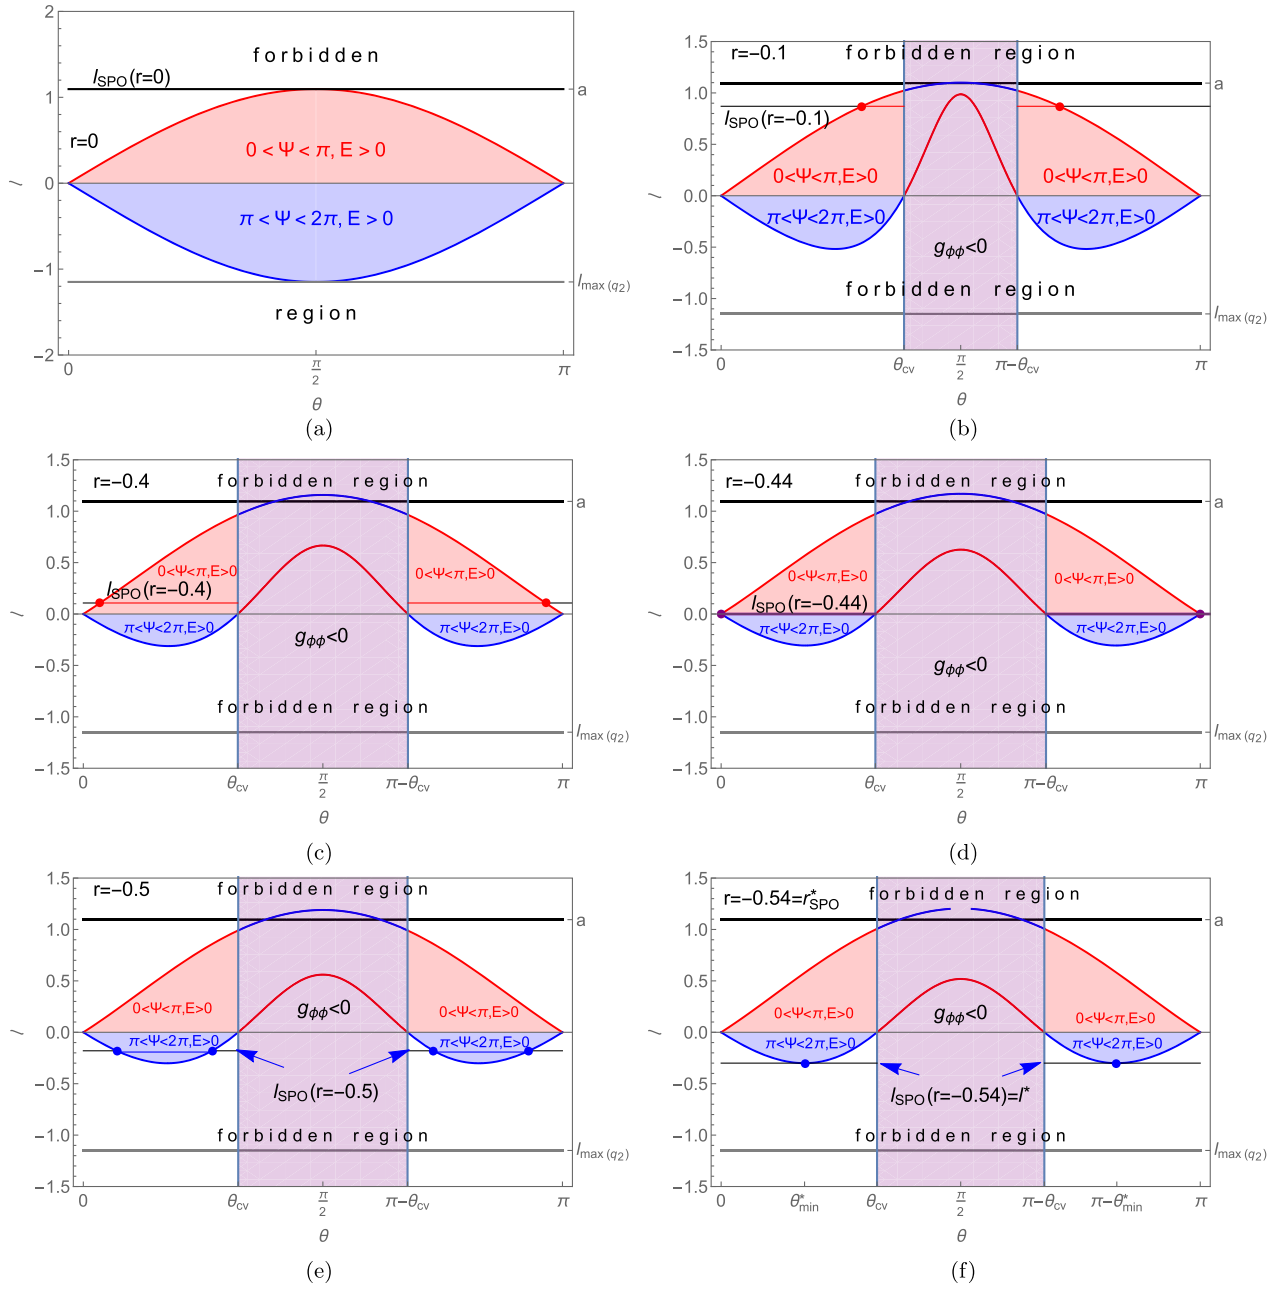 2
1
0
−1
−2
l
forbidden
l_SPO(r=0)
a
r=0
0 < Ψ < π, E > 0
π < Ψ < 2π, E > 0
l_max (q₂)
region
0
π/2
π
θ
(a)
1.5
1.0
0.5
0.0
−0.5
−1.0
−1.5
l
r=−0.1
forbidden region
a
l_SPO(r=−0.1)
0<Ψ<π,E>0
0<Ψ<π,E>0
π<Ψ<2π,E>0
π<Ψ<2π,E>0
g_ϕϕ<0
forbidden region
l_max (q₂)
0
θ_cv
π/2
π−θ_cv
π
θ
(b)
1.5
1.0
0.5
0.0
−0.5
−1.0
−1.5
l
r=−0.4
forbidden region
a
0<Ψ<π,E>0
0<Ψ<π,E>0
l_SPO(r=−0.4)
π<Ψ<2π,E>0
π<Ψ<2π,E>0
g_ϕϕ<0
forbidden region
l_max (q₂)
0
θ_cv
π/2
π−θ_cv
π
θ
(c)
1.5
1.0
0.5
0.0
−0.5
−1.0
−1.5
l
r=−0.44
forbidden region
a
0<Ψ<π,E>0
0<Ψ<π,E>0
l_SPO(r=−0.44)
π<Ψ<2π,E>0
π<Ψ<2π,E>0
g_ϕϕ<0
forbidden region
l_max (q₂)
0
θ_cv
π/2
π−θ_cv
π
θ
(d)
1.5
1.0
0.5
0.0
−0.5
−1.0
−1.5
l
r=−0.5
forbidden region
a
0<Ψ<π,E>0
g_ϕϕ<0
0<Ψ<π,E>0
π<Ψ<2π,E>0
π<Ψ<2π,E>0
l_SPO(r=−0.5)
forbidden region
l_max (q₂)
0
θ_cv
π/2
π−θ_cv
π
θ
(e)
1.5
1.0
0.5
0.0
−0.5
−1.0
−1.5
l
r=−0.54=r*_SPO
forbidden region
a
0<Ψ<π,E>0
g_ϕϕ<0
0<Ψ<π,E>0
π<Ψ<2π,E>0
π<Ψ<2π,E>0
l_SPO(r=−0.54)=l*
forbidden region
l_max (q₂)
0
θ*_min
θ_cv
π/2
π−θ_cv
π−θ*_min
π
θ
(f)